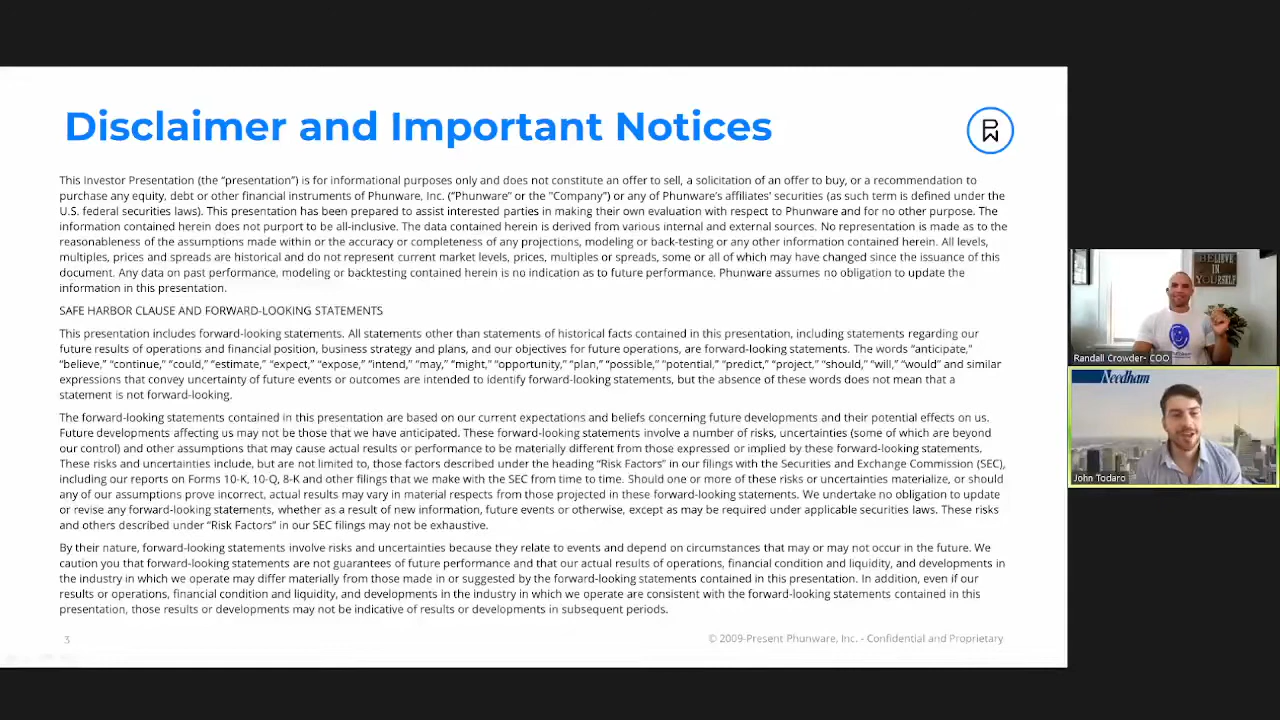 Disclaimer and Important Notices
This Investor Presentation (the “presentation”) is for informational purposes only and does not constitute an offer to sell, a solicitation of an offer to buy, or a recommendation to
purchase any equity, debt or other financial instruments of Phunware, Inc. (“Phunware” or the "Company”) or any of Phunware’s affiliates’ securities (as such term is defined under the
U.S. federal securities laws). This presentation has been prepared to assist interested parties in making their own evaluation with respect to Phunware and for no other purpose. The
information contained herein does not purport to be all-inclusive. The data contained herein is derived from various internal and external sources. No representation is made as to the
reasonableness of the assumptions made within or the accuracy or completeness of any projections, modeling or back-testing or any other information contained herein. All levels,
multiples, prices and spreads are historical and do not represent current market levels, prices, multiples or spreads, some or all of which may have changed since the issuance of this
document. Any data on past performance, modeling or backtesting contained herein is no indication as to future performance. Phunware assumes no obligation to update the
information in this presentation.
SAFE HARBOR CLAUSE AND FORWARD-LOOKING STATEMENTS
This presentation includes forward-looking statements. All statements other than statements of historical facts contained in this presentation, including statements regarding our
future results of operations and financial position, business strategy and plans, and our objectives for future operations, are forward-looking statements. The words “anticipate,”
“believe,” “continue,” “could,” “estimate,” “expect,” “expose,” “intend,” “may,” “might,” “opportunity,” “plan,” “possible,” “potential,” “predict,” “project,” “should,” “will,” “would” and similar
expressions that convey uncertainty of future events or outcomes are intended to identify forward-looking statements, but the absence of these words does not mean that a
statement is not forward-looking.
The forward-looking statements contained in this presentation are based on our current expectations and beliefs concerning future developments and their potential effects on us.
Future developments affecting us may not be those that we have anticipated. These forward-looking statements involve a number of risks, uncertainties (some of which are beyond
our control) and other assumptions that may cause actual results or performance to be materially different from those expressed or implied by these forward-looking statements.
These risks and uncertainties include, but are not limited to, those factors described under the heading “Risk Factors” in our filings with the Securities and Exchange Commission (SEC),
including our reports on Forms 10-K, 10-Q, 8-K and other filings that we make with the SEC from time to time. Should one or more of these risks or uncertainties materialize, or should
any of our assumptions prove incorrect, actual results may vary in material respects from those projected in these forward-looking statements. We undertake no obligation to update
or revise any forward-looking statements, whether as a result of new information, future events or otherwise, except as may be required under applicable securities laws. These risks
and others described under “Risk Factors” in our SEC filings may not be exhaustive.
By their nature, forward-looking statements involve risks and uncertainties because they relate to events and depend on circumstances that may or may not occur in the future. We
caution you that forward-looking statements are not guarantees of future performance and that our actual results of operations, financial condition and liquidity, and developments in
the industry in which we operate may differ materially from those made in or suggested by the forward-looking statements contained in this presentation. In addition, even if our
results or operations, financial condition and liquidity, and developments in the industry in which we operate are consistent with the forward-looking statements contained in this
presentation, those results or developments may not be indicative of results or developments in subsequent periods.
3
© 2009-Present Phunware, Inc. - Confidential and Proprietary
BELIEVE
IN
YOURSELF
Randall Crowder- COO
Needham
John Todaro